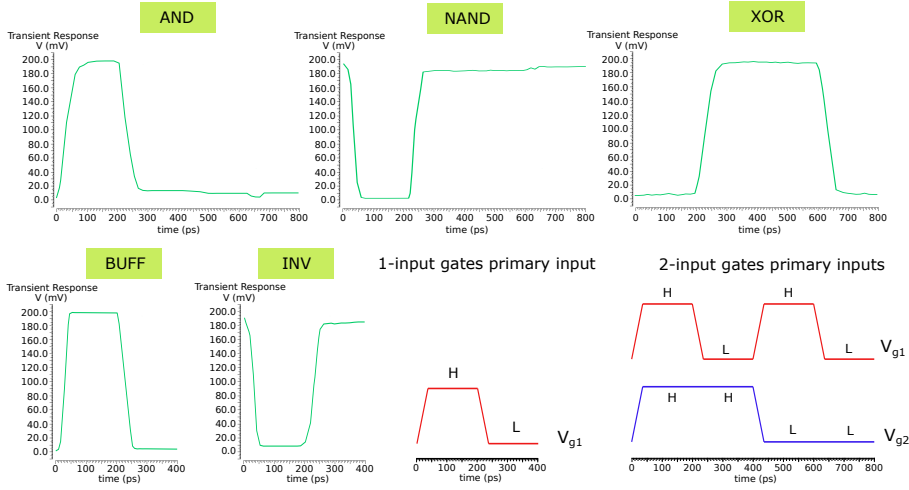 AND
Transient Response
V (mV)
200.0
180.0
160.0
140.0
120.0
100.0
80.0
60.0
40.0
20.0
0.0
0 100 200 300 400 500 600 700 800
time (ps)
NAND
Transient Response
V (mV)
200.0
180.0
160.0
140.0
120.0
100.0
80.0
60.0
40.0
20.0
0.0
0 100 200 300 400 500 600 700 800
time (ps)
XOR
Transient Response
V (mV)
200.0
180.0
160.0
140.0
120.0
100.0
80.0
60.0
40.0
20.0
0.0
0 100 200 300 400 500 600 700 800
time (ps)
BUFF
Transient Response
V (mV)
200.0
180.0
160.0
140.0
120.0
100.0
80.0
60.0
40.0
20.0
0.0
0 100 200 300 400
time (ps)
INV
Transient Response
V (mV)
200.0
180.0
160.0
140.0
120.0
100.0
80.0
60.0
40.0
20.0
0.0
0 100 200 300 400
time (ps)
1-input gates primary input
H
L
Vg1
0 100 200 300 400
time (ps)
2-input gates primary inputs
H H
L L
Vg1
H H
L L
Vg2
0 100 200 300 400 500 600 700 800
time (ps)